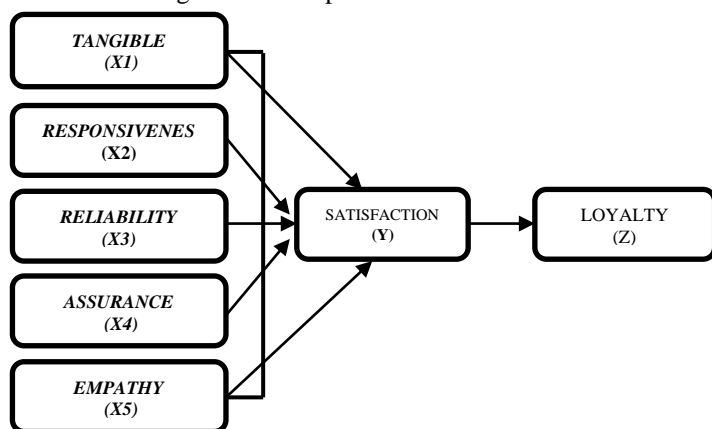 TANGIBLE
(X1)
RESPONSIVENES
(X2)
RELIABILITY
(X3)
ASSURANCE
(X4)
EMPATHY
(X5)
SATISFACTION
(Y)
LOYALTY
(Z)